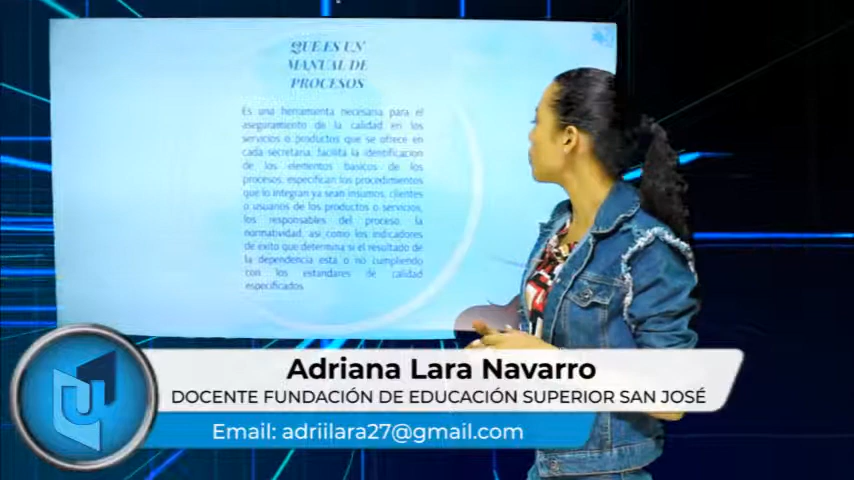 QUE ES UN
MANUAL DE
PROCESOS
Es una herramienta necesaria para el
aseguramiento de la calidad en los
servicios o productos que se ofrece en
cada secretaria, facilita la identificacion
de los elementos basicos de los
procesos, especifican los procedimientos
que lo integran ya sean insumos, clientes
o usuarios de los productos o servicios,
los responsables del proceso, la
normatividad, asi como los indicadores
de exito que determina si el resultado de
la dependencia esta o no cumpliendo
con los estandares de calidad
especificados.
Adriana Lara Navarro
DOCENTE FUNDACIÓN DE EDUCACIÓN SUPERIOR SAN JOSÉ
Email: adriilara27@gmail.com